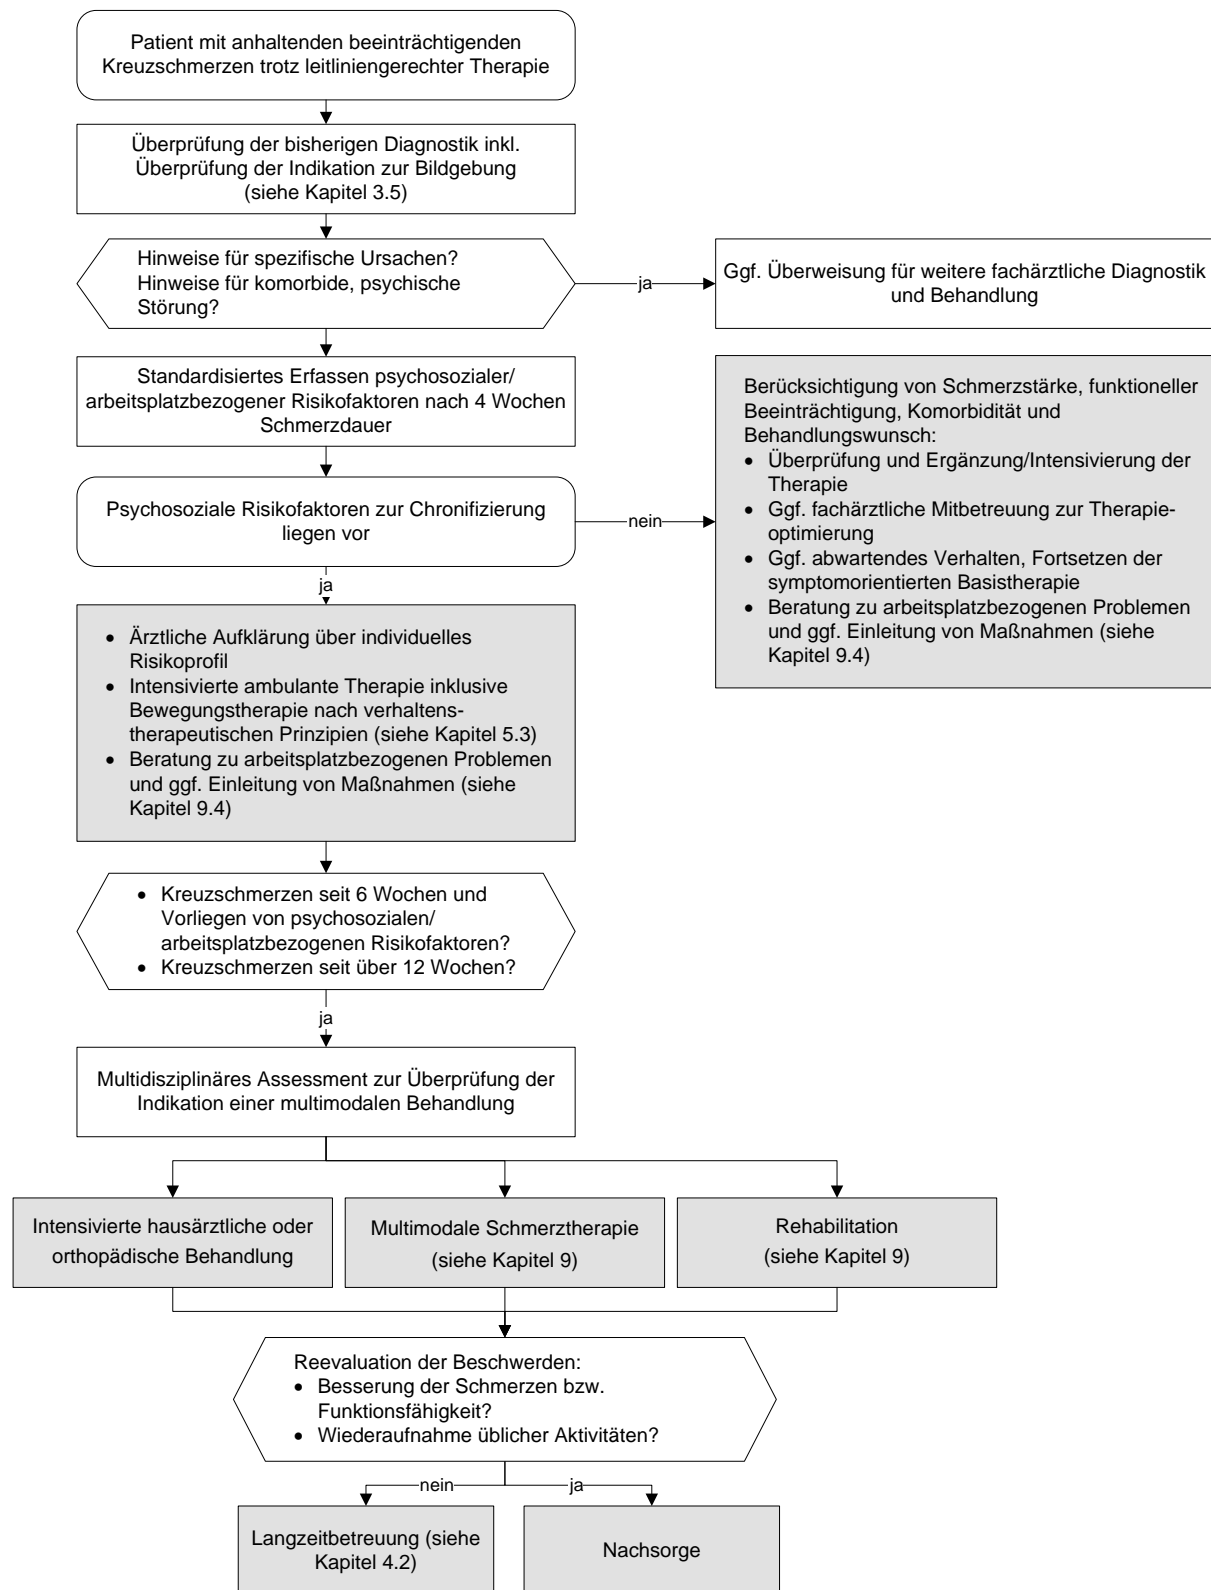 Patient mit anhaltenden beeinträchtigenden
Kreuzschmerzen trotz leitliniengerechter Therapie
Überprüfung der bisherigen Diagnostik inkl.
Überprüfung der Indikation zur Bildgebung
(siehe Kapitel 3.5)
Hinweise für spezifische Ursachen?
Hinweise für komorbide, psychische
Störung?
ja
Ggf. Überweisung für weitere fachärztliche Diagnostik
und Behandlung
Standardisiertes Erfassen psychosozialer/
arbeitsplatzbezogener Risikofaktoren nach 4 Wochen
Schmerzdauer
Psychosoziale Risikofaktoren zur Chronifizierung
liegen vor
nein
Berücksichtigung von Schmerzstärke, funktioneller
Beeinträchtigung, Komorbidität und
Behandlungswunsch:
• Überprüfung und Ergänzung/Intensivierung der
Therapie
• Ggf. fachärztliche Mitbetreuung zur Therapie-
optimierung
• Ggf. abwartendes Verhalten, Fortsetzen der
symptomorientierten Basistherapie
• Beratung zu arbeitsplatzbezogenen Problemen
und ggf. Einleitung von Maßnahmen (siehe
Kapitel 9.4)
ja
• Ärztliche Aufklärung über individuelles
Risikoprofil
• Intensivierte ambulante Therapie inklusive
Bewegungstherapie nach verhaltens-
therapeutischen Prinzipien (siehe Kapitel 5.3)
• Beratung zu arbeitsplatzbezogenen Problemen
und ggf. Einleitung von Maßnahmen (siehe
Kapitel 9.4)
• Kreuzschmerzen seit 6 Wochen und
Vorliegen von psychosozialen/
arbeitsplatzbezogenen Risikofaktoren?
• Kreuzschmerzen seit über 12 Wochen?
ja
Multidisziplinäres Assessment zur Überprüfung der
Indikation einer multimodalen Behandlung
Intensivierte hausärztliche oder
orthopädische Behandlung
Multimodale Schmerztherapie
(siehe Kapitel 9)
Rehabilitation
(siehe Kapitel 9)
Reevaluation der Beschwerden:
• Besserung der Schmerzen bzw.
Funktionsfähigkeit?
• Wiederaufnahme üblicher Aktivitäten?
nein
ja
Langzeitbetreuung (siehe
Kapitel 4.2)
Nachsorge